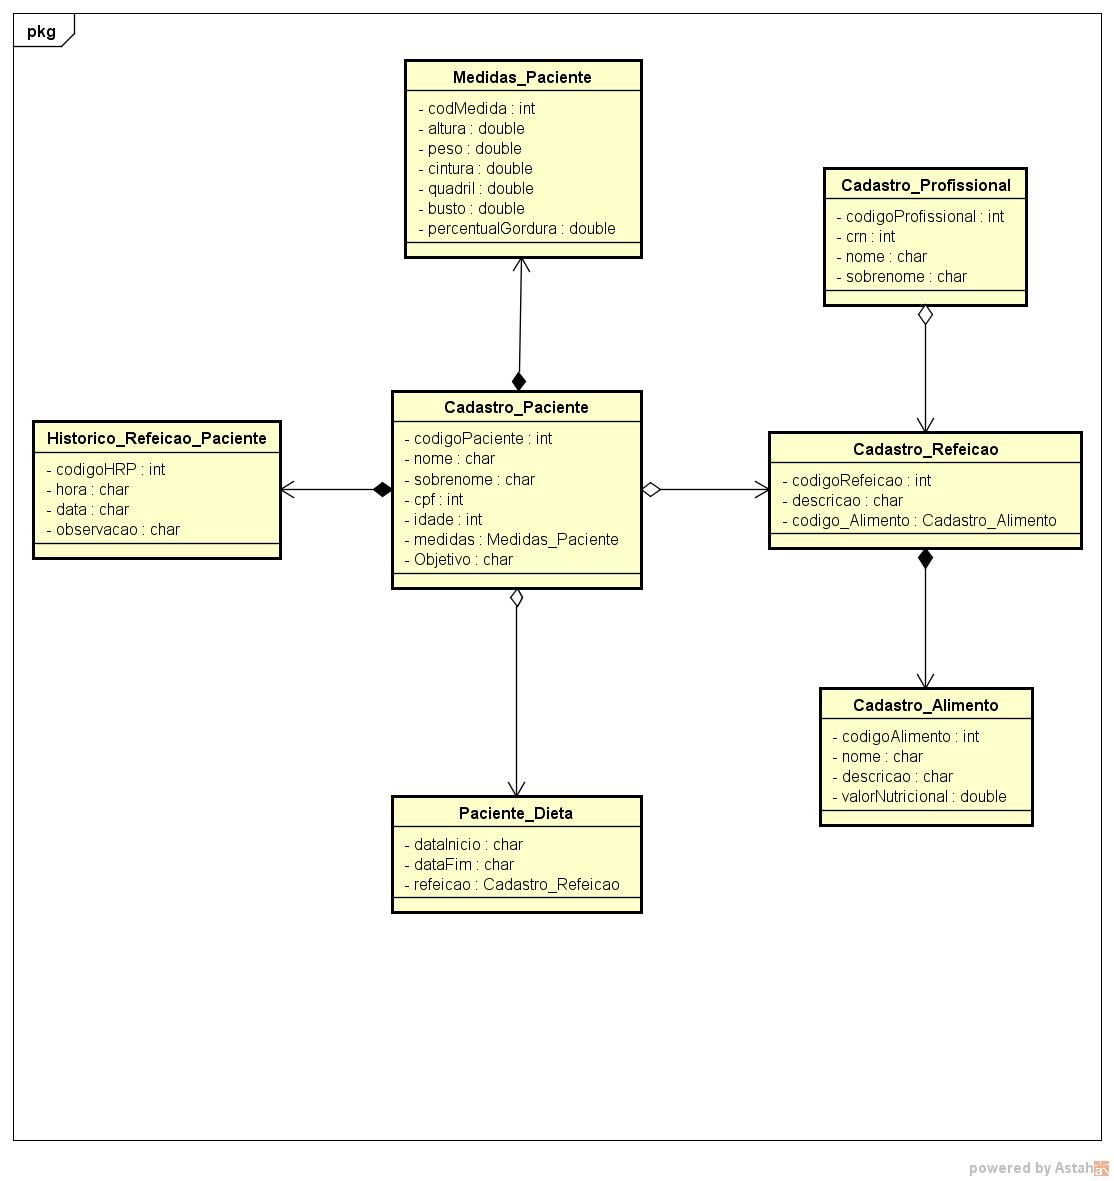 pkg
Medidas_Paciente
- codMedida : int
- altura : double
- peso : double
- cintura : double
- quadril : double
- busto : double
- percentualGordura : double
Cadastro_Profissional
- codigoProfissional : int
- crn : int
- nome : char
- sobrenome : char
Historico_Refeicao_Paciente
- codigoHRP : int
- hora : char
- data : char
- observacao : char
Cadastro_Paciente
- codigoPaciente : int
- nome : char
- sobrenome : char
- cpf : int
- idade : int
- medidas : Medidas_Paciente
- Objetivo : char
Cadastro_Refeicao
- codigoRefeicao : int
- descricao : char
- codigo_Alimento : Cadastro_Alimento
Cadastro_Alimento
- codigoAlimento : int
- nome : char
- descricao : char
- valorNutricional : double
Paciente_Dieta
- dataInicio : char
- dataFim : char
- refeicao : Cadastro_Refeicao
powered by Astah